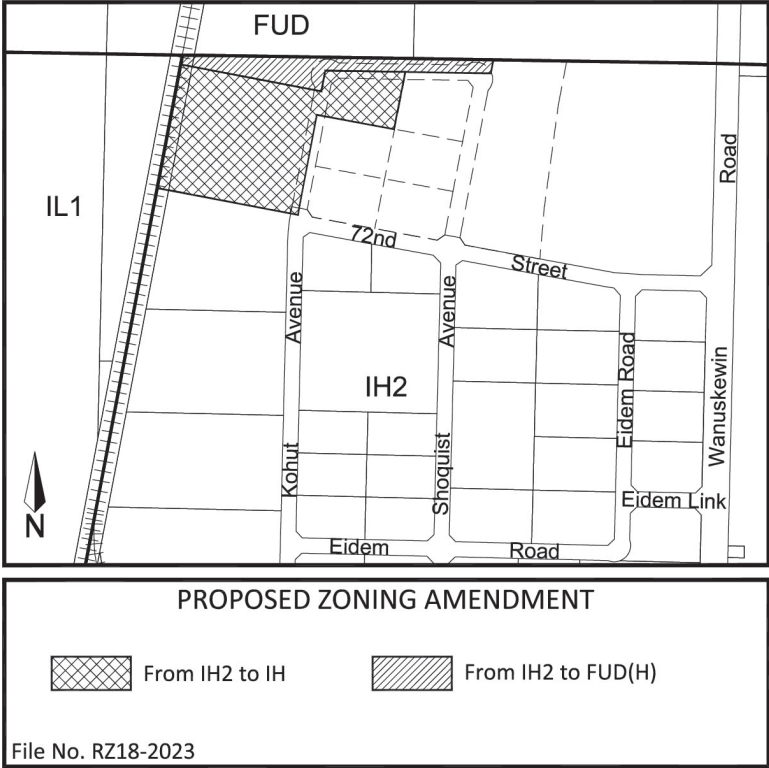 FUD
Road
IL1
72nd
Street
Avenue
Avenue
Eidem Road
IH2
Wanuskewin
Kohut
Shoquist
Eidem Link
N
Eidem
Road
PROPOSED ZONING AMENDMENT
From IH2 to IH
From IH2 to FUD(H)
File No. RZ18-2023